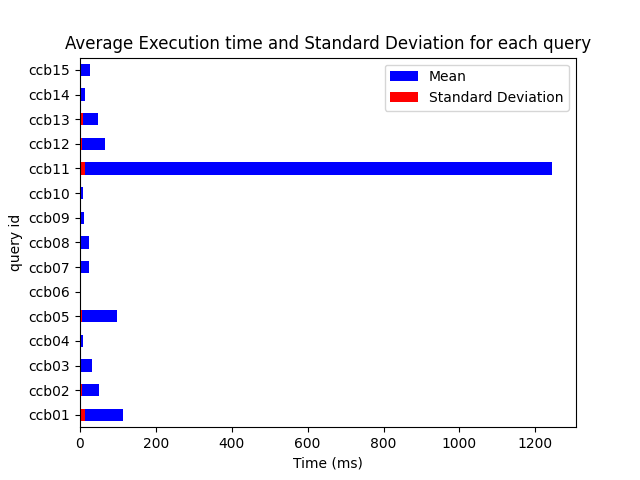 Average Execution time and Standard Deviation for each query
Mean
Standard Deviation
ccb15
ccb14
ccb13
ccb12
ccb11
ccb10
ccb09
ccb08
ccb07
ccb06
ccb05
ccb04
ccb03
ccb02
ccb01
query id
0 200 400 600 800 1000 1200
Time (ms)